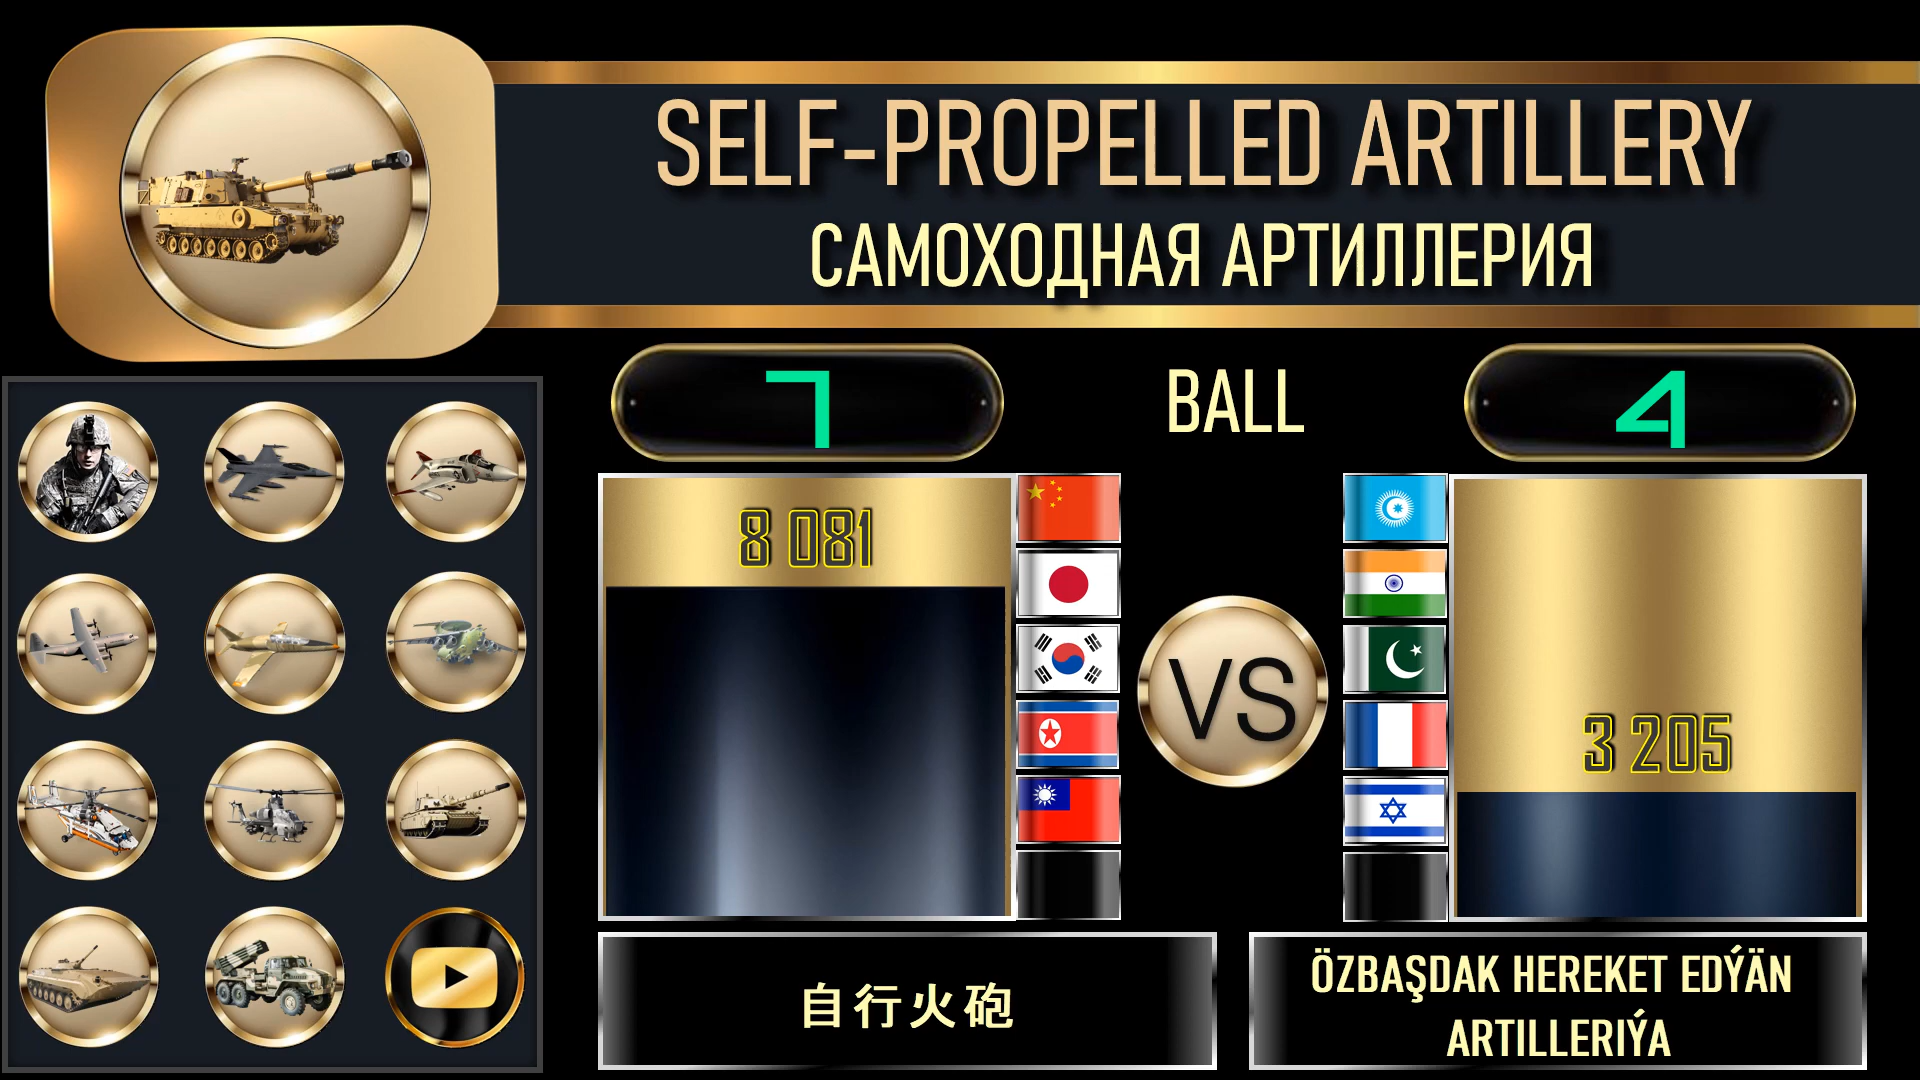 SELF-PROPELLED ARTILLERY
САМОХОДНАЯ АРТИЛЛЕРИЯ
7 BALL 4
8 081
VS
3 205
自行火砲
ÖZBAŞDAK HEREKET EDÝÄN
ARTILLERIÝA